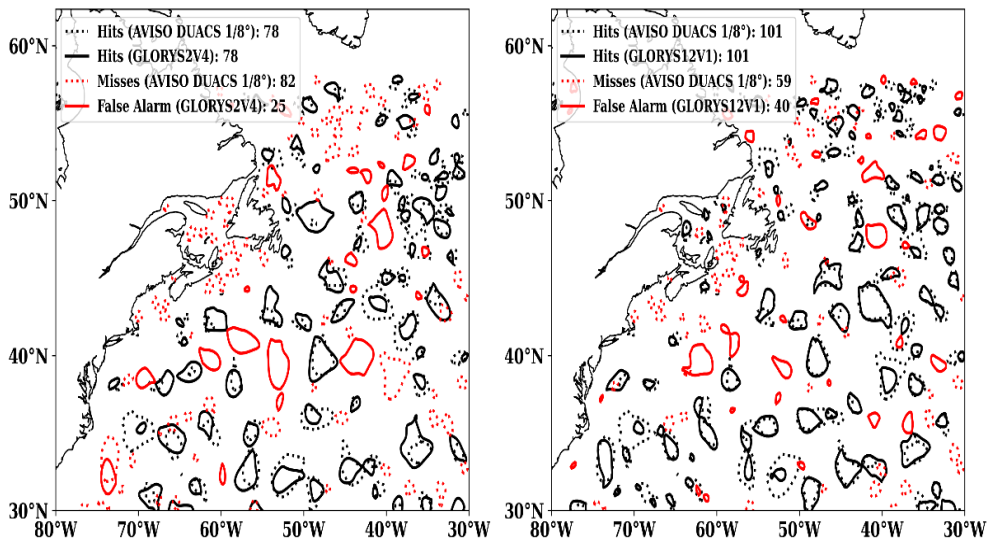 Hits (AVISO DUACS 1/8°): 78
Hits (GLORYS2V4): 78
Misses (AVISO DUACS 1/8°): 82
False Alarm (GLORYS2V4): 25
60°N
50°N
40°N
30°N
80°W 70°W 60°W 50°W 40°W 30°W
Hits (AVISO DUACS 1/8°): 101
Hits (GLORYS12V1): 101
Misses (AVISO DUACS 1/8°): 59
False Alarm (GLORYS12V1): 40
60°N
50°N
40°N
30°N
80°W 70°W 60°W 50°W 40°W 30°W